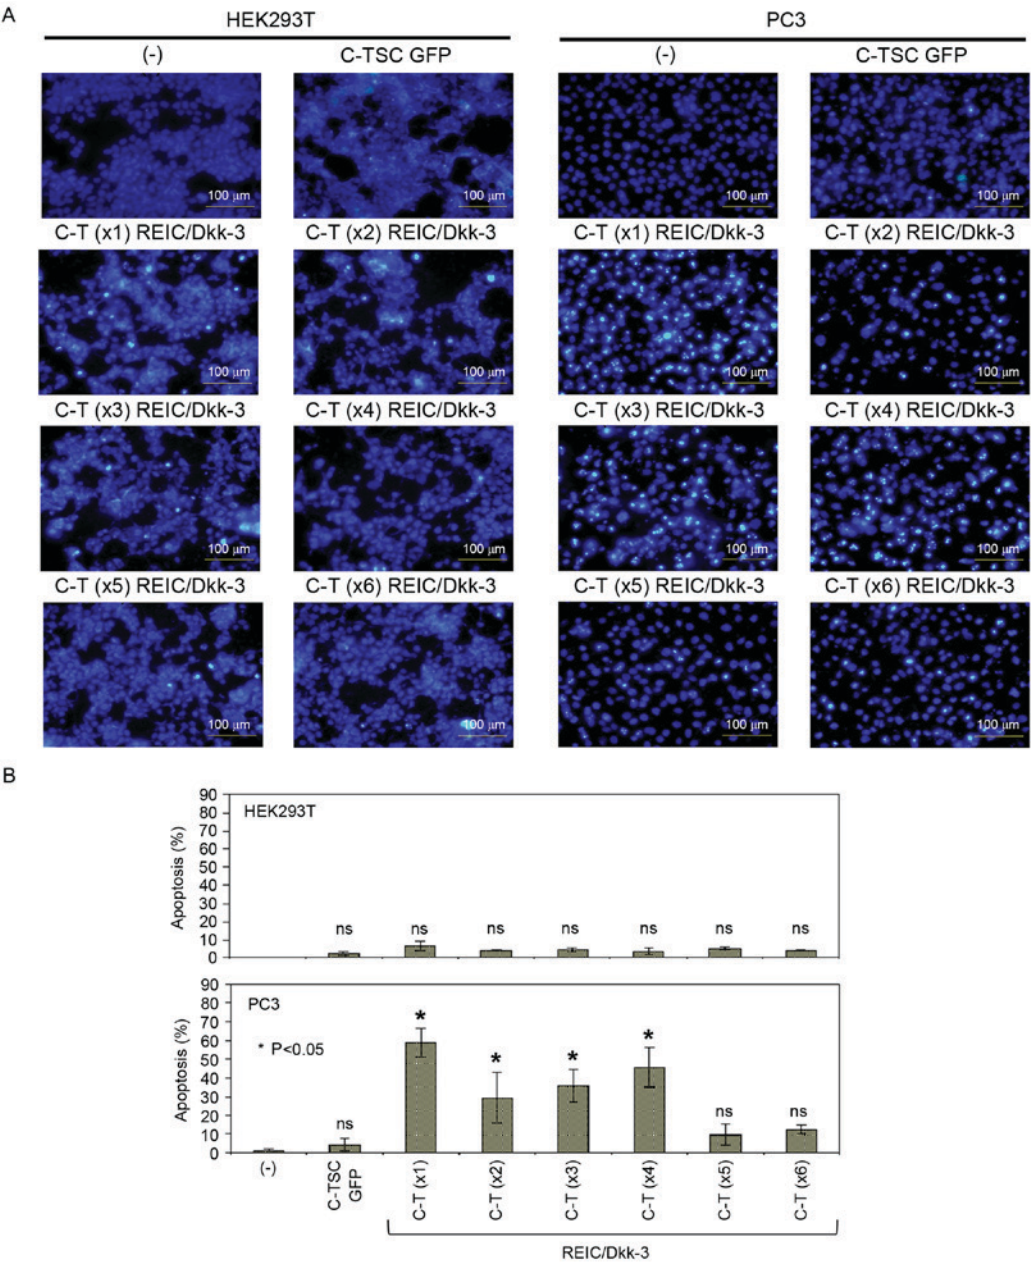 A
HEK293T PC3
(-) C-TSC GFP (-) C-TSC GFP
100 μm 100 μm 100 μm 100 μm
C-T (x1) REIC/Dkk-3 C-T (x2) REIC/Dkk-3 C-T (x1) REIC/Dkk-3 C-T (x2) REIC/Dkk-3
100 μm 100 μm 100 μm 100 μm
C-T (x3) REIC/Dkk-3 C-T (x4) REIC/Dkk-3 C-T (x3) REIC/Dkk-3 C-T (x4) REIC/Dkk-3
100 μm 100 μm 100 μm 100 μm
C-T (x5) REIC/Dkk-3 C-T (x6) REIC/Dkk-3 C-T (x5) REIC/Dkk-3 C-T (x6) REIC/Dkk-3
100 μm 100 μm 100 μm 100 μm
B
Apoptosis (%)
90
80
70
60
50
40
30
20
10
0
HEK293T
ns ns ns ns ns ns ns
Apoptosis (%)
90
80
70
60
50
40
30
20
10
0
PC3
* P<0.05
ns * * * * ns ns
(-)
C-TSC
GFP
C-T (x1)
C-T (x2)
C-T (x3)
C-T (x4)
C-T (x5)
C-T (x6)
REIC/Dkk-3